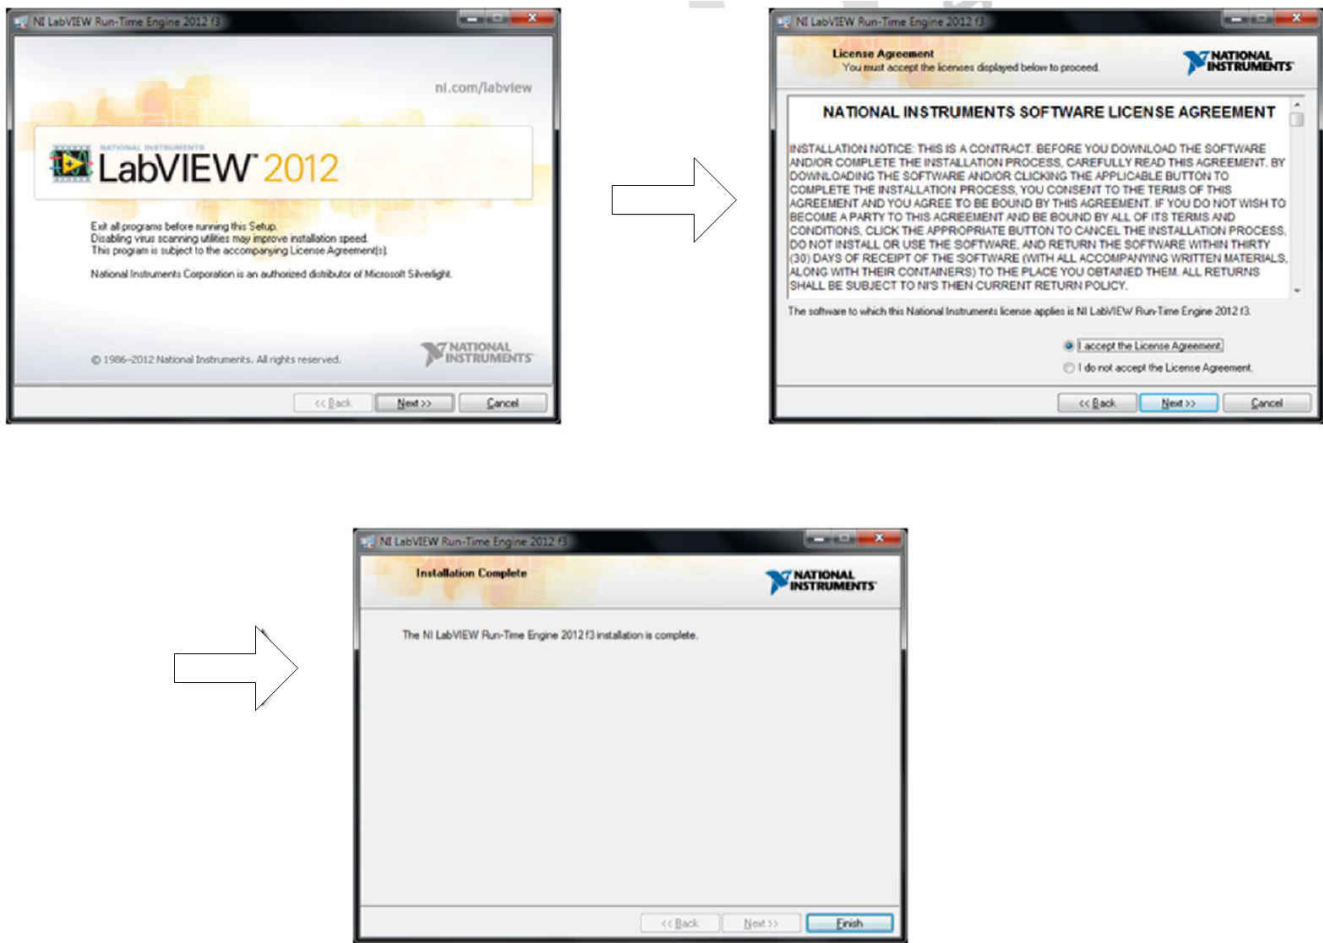 NI LabVIEW Run-Time Engine 2012 f3
ni.com/labview
NATIONAL INSTRUMENTS
LabVIEW™ 2012
Exit all programs before running this Setup.
Disabling virus scanning utilities may improve installation speed.
This program is subject to the accompanying License Agreement(s).
National Instruments Corporation is an authorized distributor of Microsoft Silverlight.
© 1986–2012 National Instruments. All rights reserved.
NATIONAL
INSTRUMENTS™
<< Back Next >> Cancel
NI LabVIEW Run-Time Engine 2012 f3
License Agreement
You must accept the licenses displayed below to proceed.
NATIONAL
INSTRUMENTS™
NATIONAL INSTRUMENTS SOFTWARE LICENSE AGREEMENT
INSTALLATION NOTICE: THIS IS A CONTRACT. BEFORE YOU DOWNLOAD THE SOFTWARE
AND/OR COMPLETE THE INSTALLATION PROCESS, CAREFULLY READ THIS AGREEMENT. BY
DOWNLOADING THE SOFTWARE AND/OR CLICKING THE APPLICABLE BUTTON TO
COMPLETE THE INSTALLATION PROCESS, YOU CONSENT TO THE TERMS OF THIS
AGREEMENT AND YOU AGREE TO BE BOUND BY THIS AGREEMENT. IF YOU DO NOT WISH TO
BECOME A PARTY TO THIS AGREEMENT AND BE BOUND BY ALL OF ITS TERMS AND
CONDITIONS, CLICK THE APPROPRIATE BUTTON TO CANCEL THE INSTALLATION PROCESS,
DO NOT INSTALL OR USE THE SOFTWARE, AND RETURN THE SOFTWARE WITHIN THIRTY
(30) DAYS OF RECEIPT OF THE SOFTWARE (WITH ALL ACCOMPANYING WRITTEN MATERIALS,
ALONG WITH THEIR CONTAINERS) TO THE PLACE YOU OBTAINED THEM. ALL RETURNS
SHALL BE SUBJECT TO NI'S THEN CURRENT RETURN POLICY.
The software to which this National Instruments license applies is NI LabVIEW Run-Time Engine 2012 f3.
I accept the License Agreement.
I do not accept the License Agreement.
<< Back Next >> Cancel
NI LabVIEW Run-Time Engine 2012 f3
Installation Complete
NATIONAL
INSTRUMENTS™
The NI LabVIEW Run-Time Engine 2012 f3 installation is complete.
<< Back Next >> Finish